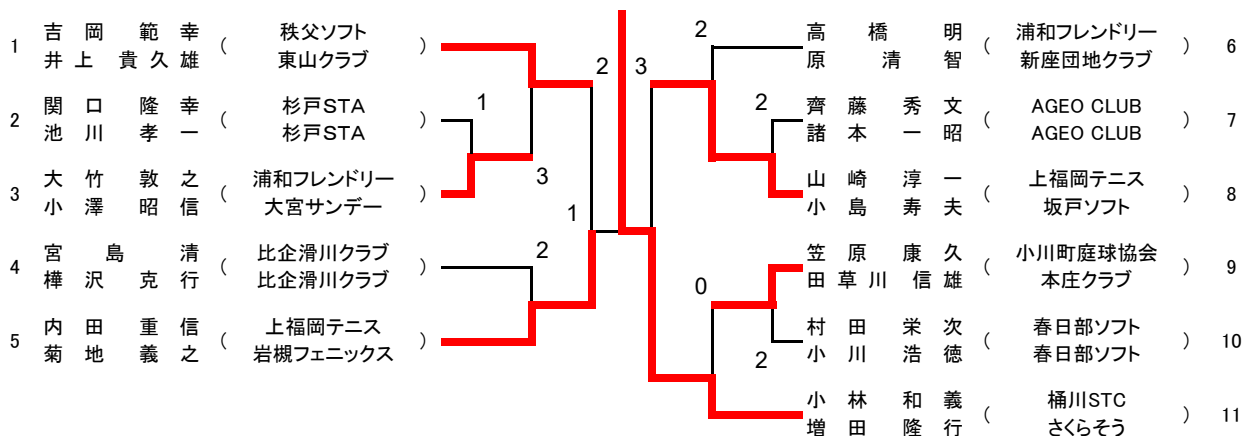 1 吉岡範幸 ( 秩父ソフト )
井上貴久雄 東山クラブ
2 関口隆幸 ( 杉戸STA )
池川孝一 杉戸STA
3 大竹敦之 ( 浦和フレンドリー )
小澤昭信 大宮サンデー
4 宮島清 ( 比企滑川クラブ )
樺沢克行 比企滑川クラブ
5 内田重信 ( 上福岡テニス )
菊地義之 岩槻フェニックス
1
3
2
2
1
3
2
2
0
2
高橋明 ( 浦和フレンドリー ) 6
原清智 新座団地クラブ
齊藤秀文 ( AGEO CLUB ) 7
諸本一昭 AGEO CLUB
山崎淳一 ( 上福岡テニス ) 8
小島寿夫 坂戸ソフト
笠原康久 ( 小川町庭球協会 ) 9
田草川信雄 本庄クラブ
村田栄次 ( 春日部ソフト ) 10
小川浩徳 春日部ソフト
小林和義 ( 桶川STC ) 11
増田隆行 さくらそう